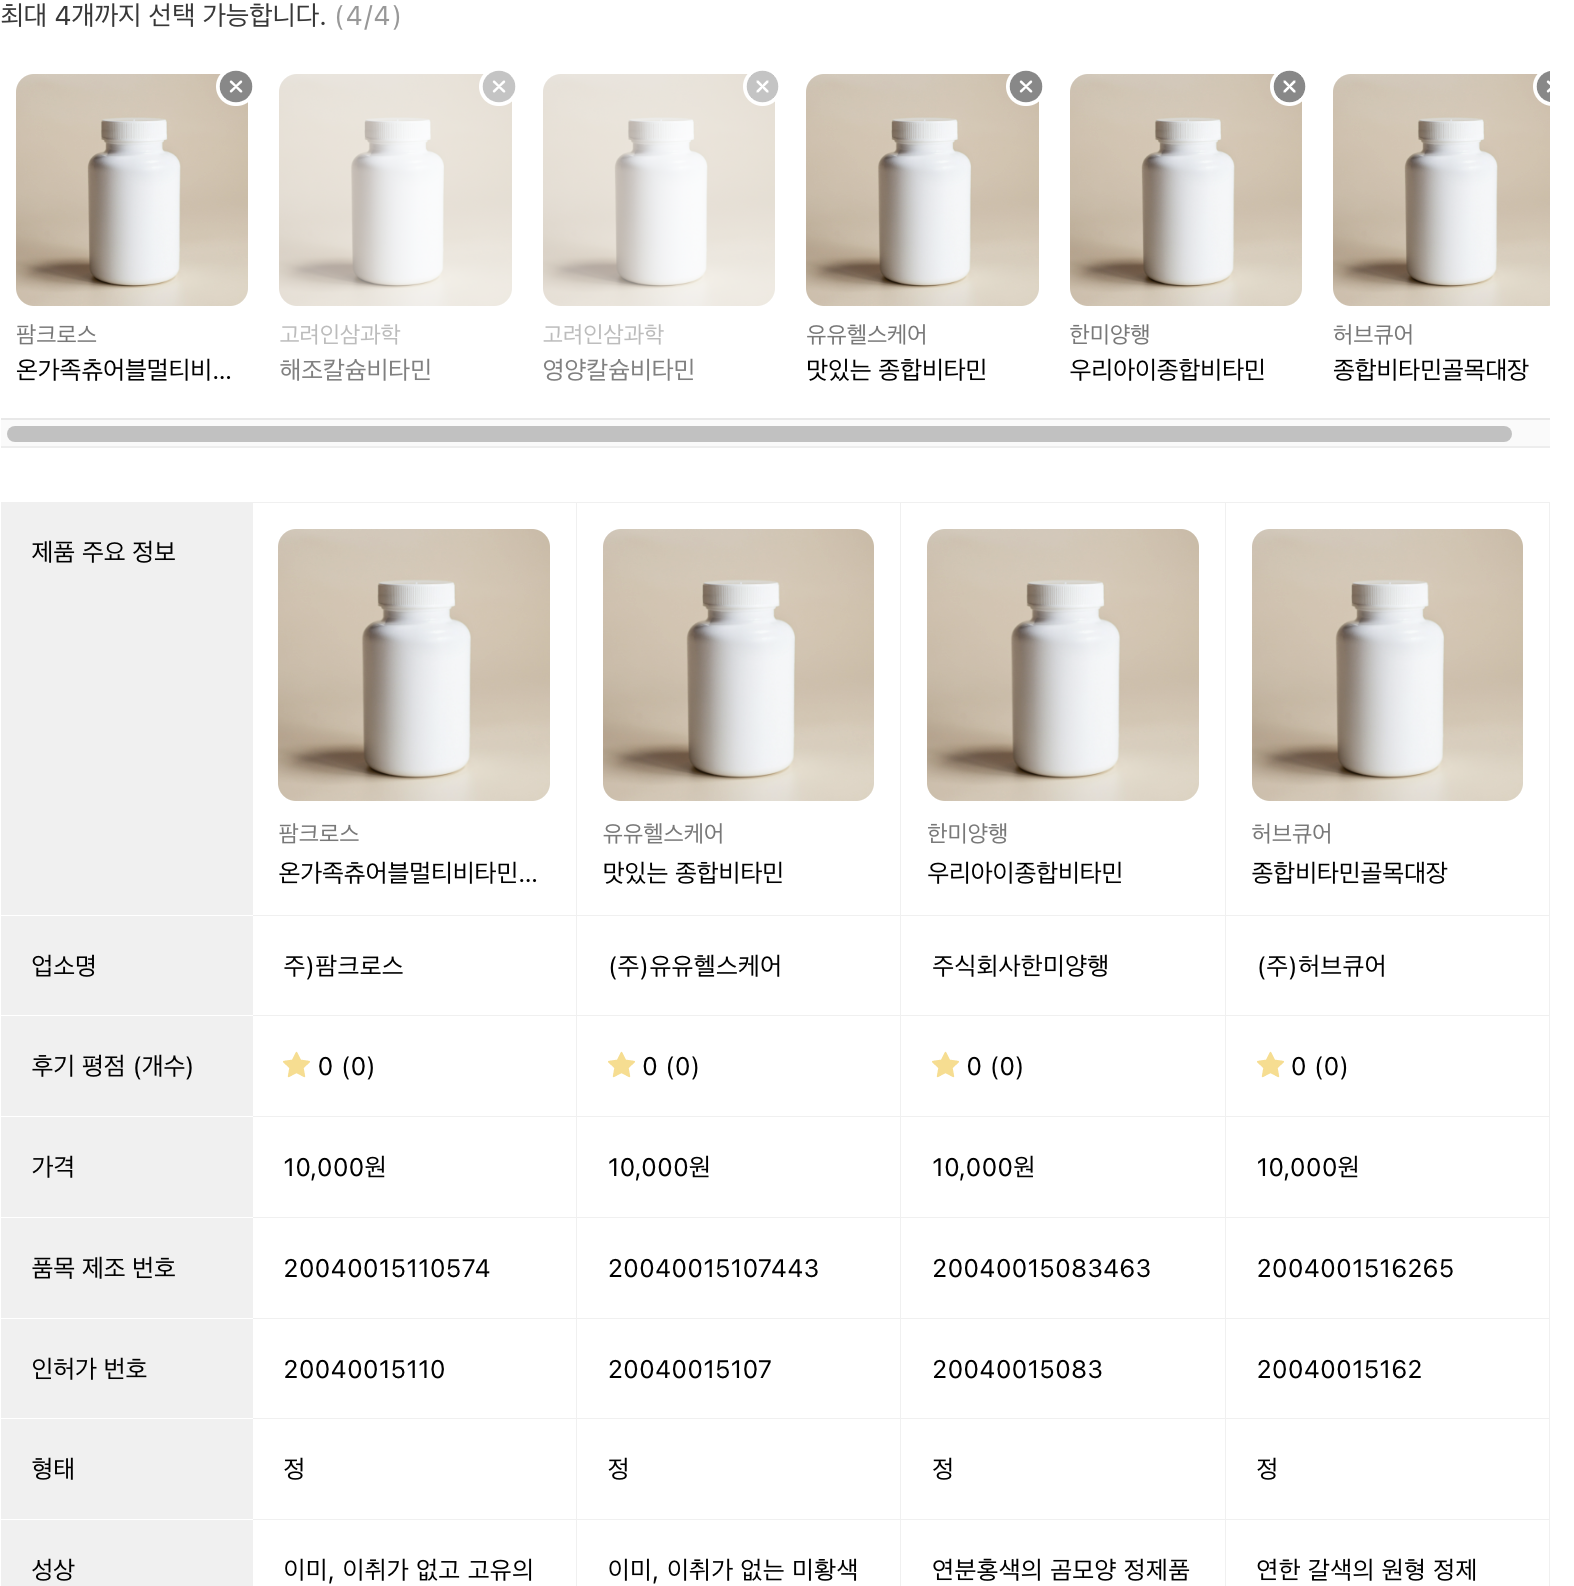 최대 4개까지 선택 가능합니다. (4/4)
팜크로스
온가족츄어블멀티비...
고려인삼과학
해조칼슘비타민
고려인삼과학
영양칼슘비타민
유유헬스케어
맛있는 종합비타민
한미양행
우리아이종합비타민
허브큐어
종합비타민골목대장
제품 주요 정보
팜크로스
온가족츄어블멀티비타민...
유유헬스케어
맛있는 종합비타민
한미양행
우리아이종합비타민
허브큐어
종합비타민골목대장
업소명 주)팜크로스 (주)유유헬스케어 주식회사한미양행 (주)허브큐어
후기 평점 (개수) 0 (0) 0 (0) 0 (0) 0 (0)
가격 10,000원 10,000원 10,000원 10,000원
품목 제조 번호 20040015110574 20040015107443 20040015083463 2004001516265
인허가 번호 20040015110 20040015107 20040015083 20040015162
형태 정 정 정 정
성상 이미, 이취가 없고 고유의 이미, 이취가 없는 미황색 연분홍색의 곰모양 정제품 연한 갈색의 원형 정제